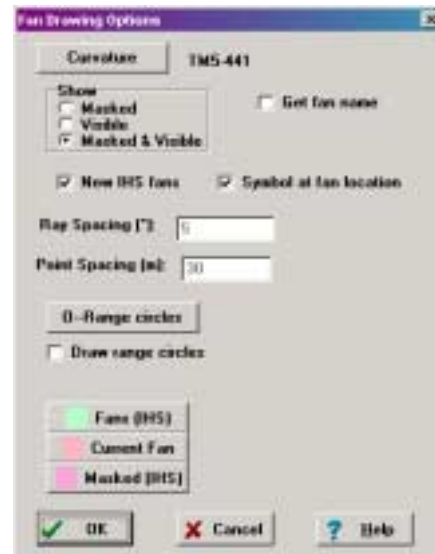 Fan Drawing Options
Curvature TM5-441
Show
Masked
Visible
Masked & Visible
Get fan name
New IHS fans Symbol at fan location
Ray Spacing (°): 5
Point Spacing (m): 30
0--Range circles
Draw range circles
Fans (IHS)
Current Fan
Masked (IHS)
OK Cancel Help